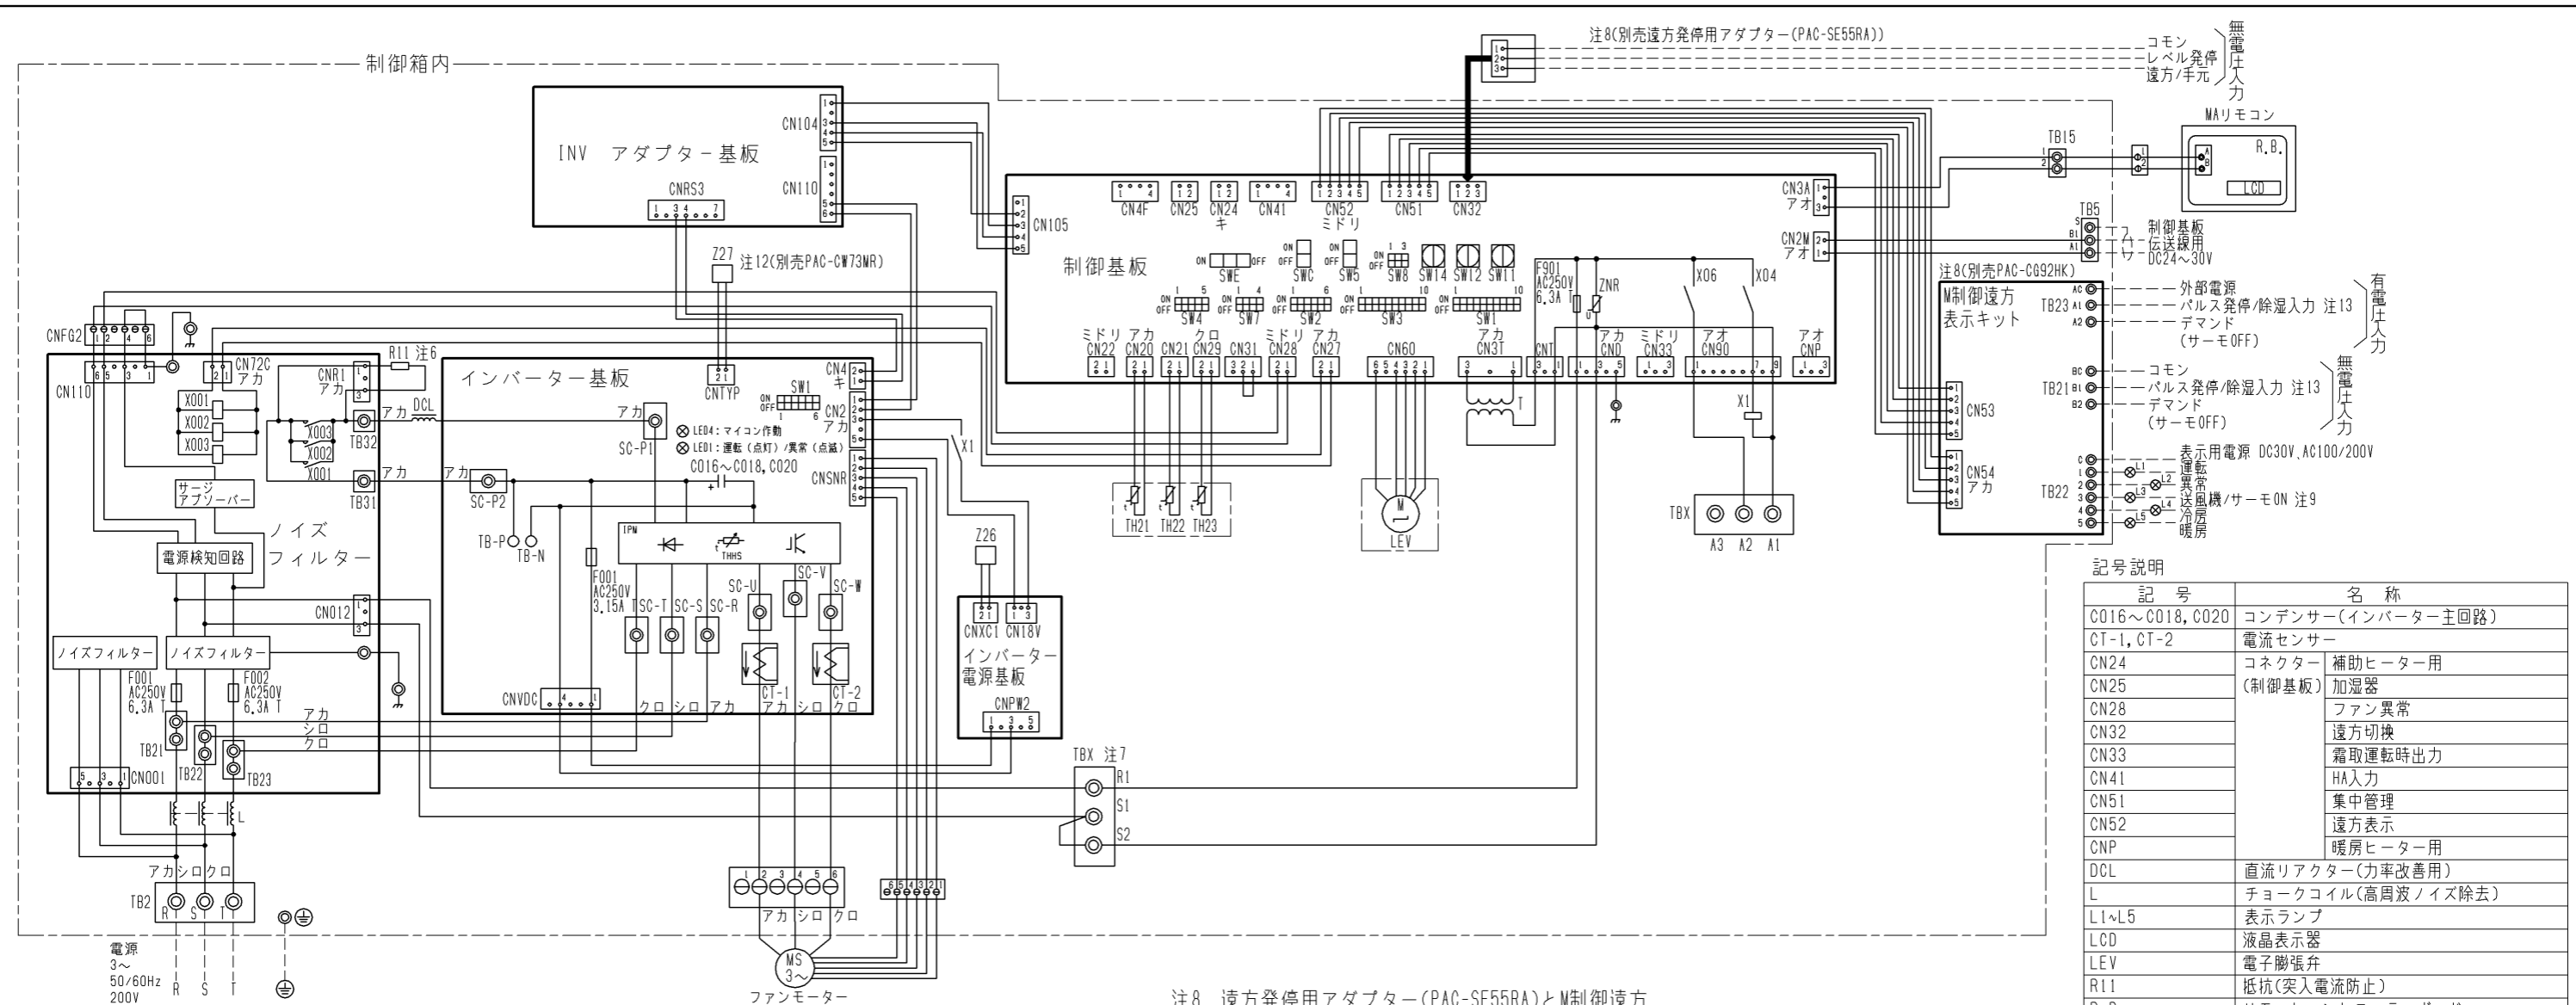 制御箱内
注8(別売遠方発停用アダプター(PAC-SE55RA))
コモン
レベル発停
遠方/手元
無電圧入力
MAリモコン
R.B.
LCD
TB15
TB5
制御基板
伝送線用
DC24～30V
INV アダプター基板
CN104
CN110
CNRS3
Z27 注12(別売PAC-CW73MR)
制御基板
CN105
CN4F
CN25
CN24
キ
CN41
CN52
ミドリ
CN51
CN32
CN3A
アオ
CN2M
アオ
SWE
SWC
SW5
SW8
SW14
SW12
SW11
SW4
SW7
SW2
SW3
SW1
F901
AC250V
6.3A T
ZNR
X06
X04
ミドリ
CN22
アカ
CN20
CN21
クロ
CN29
CN31
ミドリ
CN28
アカ
CN27
CN60
アカ
CN3T
CNT
アカ
CND
ミドリ
CN33
アオ
CN90
アオ
CNP
T
X1
TH21
TH22
TH23
M
LEV
TBX
A3 A2 A1
注8(別売PAC-CG92HK)
M制御遠方
表示キット
TB23
外部電源
パルス発停/除湿入力 注13
デマンド
(サーモOFF)
有電圧入力
TB21
コモン
パルス発停/除湿入力 注13
デマンド
(サーモOFF)
無電圧入力
CN53
CN54
アカ
TB22
表示用電源 DC30V、AC100/200V
運転
異常
送風機/サーモON 注9
冷房
暖房
L1
L2
L3
L4
L5
CNFG2
CN110
CN72C
アカ
CNR1
アカ
R11 注6
X001
X002
X003
X003
X002
X001
アカ
TB32
DCL
TB31
アカ
サージ
アブソーバー
ノイズ
フィルター
電源検知回路
CN012
ノイズフィルター
ノイズフィルター
F001
AC250V
6.3A T
F002
AC250V
6.3A T
アカ
シロ
クロ
TB21
TB22
TB23
CN001
L
アカシロクロ
TB2
R S T
電源
3～
50/60Hz
200V
R S T
インバーター基板
CNTYP
SW1
CN4
キ
CN2
アカ
アカ
SC-P1
LED4：マイコン作動
LED1：運転（点灯）/異常（点滅）
C016～C018,C020
CNSNR
アカ
SC-P2
TB-P
TB-N
IPM
THHS
F001
AC250V
3.15A T
SC-T
SC-S
SC-R
SC-U
SC-V
SC-W
CT-1
CT-2
CNVDC
クロ シロ アカ
アカ シロ クロ
X1
Z26
CNXC1
CN18V
インバーター
電源基板
CNPW2
TBX 注7
R1
S1
S2
アカ シロ クロ
MS
3～
ファンモーター
注8 遠方発停用アダプター(PAC-SE55RA)とM制御遠方
記号説明
記 号 名 称
C016～C018,C020 コンデンサー(インバーター主回路)
CT-1,CT-2 電流センサー
CN24 コネクター 補助ヒーター用
CN25 (制御基板) 加湿器
CN28 ファン異常
CN32 遠方切換
CN33 霜取運転時出力
CN41 HA入力
CN51 集中管理
CN52 遠方表示
CNP 暖房ヒーター用
DCL 直流リアクター(力率改善用)
L チョークコイル(高周波ノイズ除去)
L1~L5 表示ランプ
LCD 液晶表示器
LEV 電子膨張弁
R11 抵抗(突入電流防止)